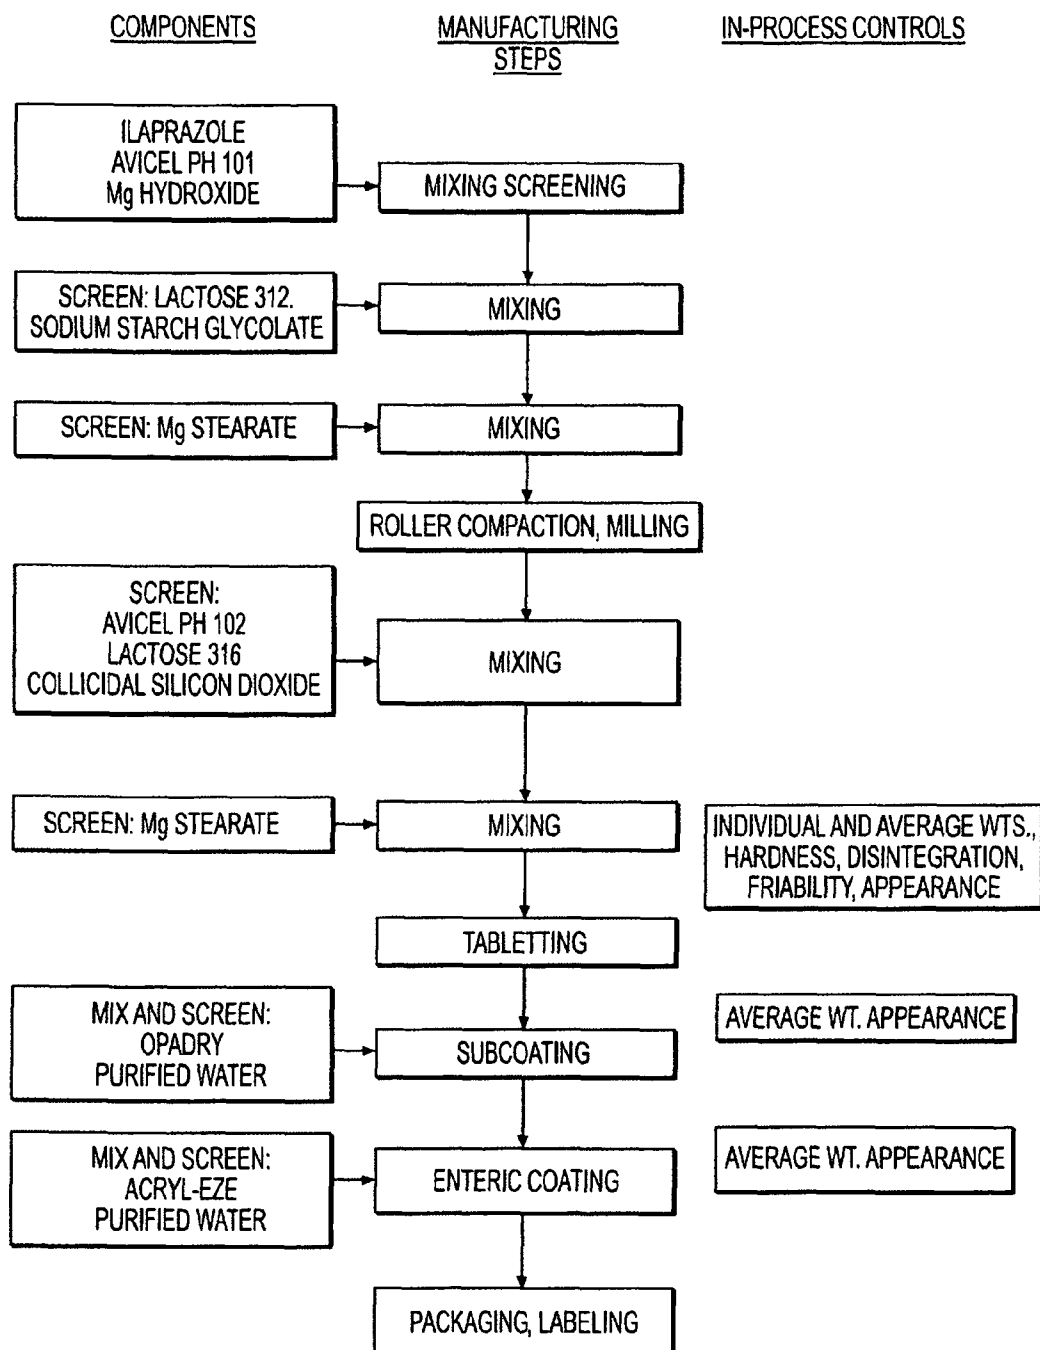 COMPONENTS
MANUFACTURING
STEPS
IN-PROCESS CONTROLS
ILAPRAZOLE
AVICEL PH 101
Mg HYDROXIDE
MIXING SCREENING
SCREEN: LACTOSE 312.
SODIUM STARCH GLYCOLATE
MIXING
SCREEN: Mg STEARATE
MIXING
ROLLER COMPACTION, MILLING
SCREEN:
AVICEL PH 102
LACTOSE 316
COLLICIDAL SILICON DIOXIDE
MIXING
SCREEN: Mg STEARATE
MIXING
INDIVIDUAL AND AVERAGE WTS.,
HARDNESS, DISINTEGRATION,
FRIABILITY, APPEARANCE
TABLETTING
MIX AND SCREEN:
OPADRY
PURIFIED WATER
SUBCOATING
AVERAGE WT. APPEARANCE
MIX AND SCREEN:
ACRYL-EZE
PURIFIED WATER
ENTERIC COATING
AVERAGE WT. APPEARANCE
PACKAGING, LABELING